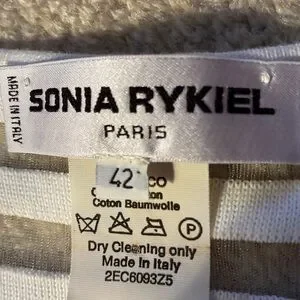 MADE IN ITALY
SONIA RYKIEL
PARIS
42
Coton Baumwolle
P
Dry Cleaning only
Made in Italy
2EC6093Z5